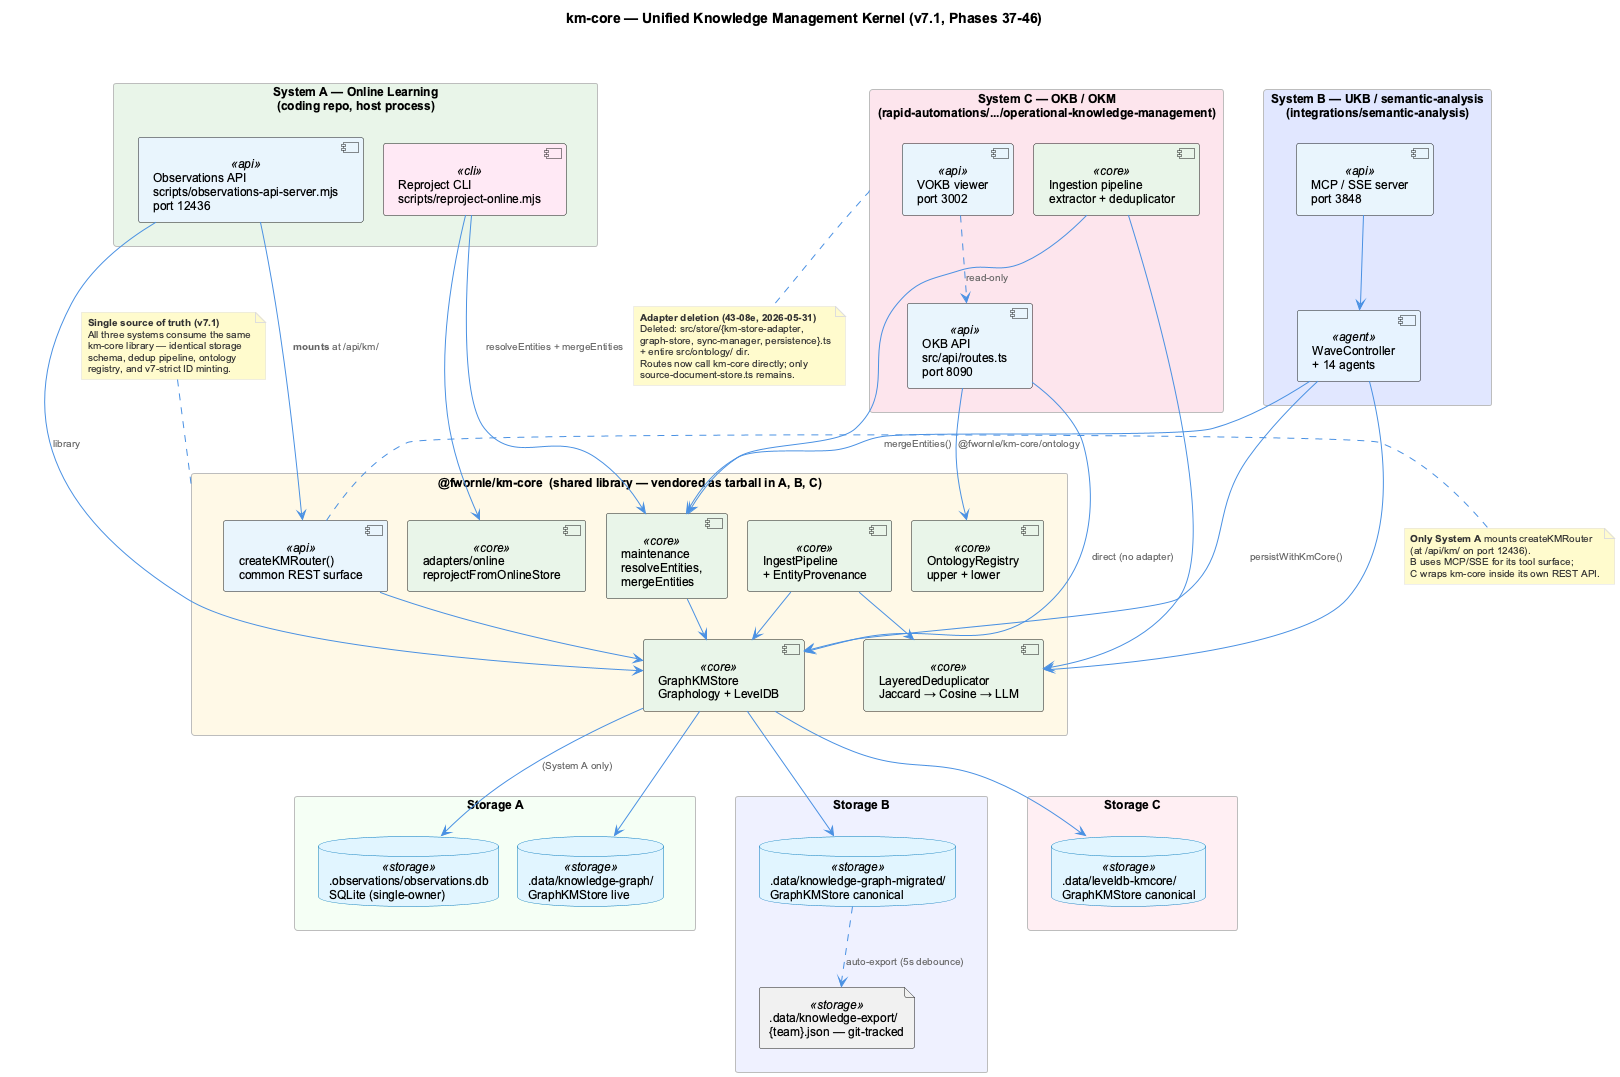 km-core — Unified Knowledge Management Kernel (v7.1, Phases 37-46)
System A — Online Learning
(coding repo, host process)
«api»
Observations API
scripts/observations-api-server.mjs
port 12436
«cli»
Reproject CLI
scripts/reproject-online.mjs
System C — OKB / OKM
(rapid-automations/.../operational-knowledge-management)
«api»
VOKB viewer
port 3002
«core»
Ingestion pipeline
extractor + deduplicator
read-only
«api»
OKB API
src/api/routes.ts
port 8090
System B — UKB / semantic-analysis
(integrations/semantic-analysis)
«api»
MCP / SSE server
port 3848
«agent»
WaveController
+ 14 agents
Single source of truth (v7.1)
All three systems consume the same
km-core library — identical storage
schema, dedup pipeline, ontology
registry, and v7-strict ID minting.
mounts at /api/km/
resolveEntities + mergeEntities
Adapter deletion (43-08e, 2026-05-31)
Deleted: src/store/{km-store-adapter,
graph-store, sync-manager, persistence}.ts
+ entire src/ontology/ dir.
Routes now call km-core directly; only
source-document-store.ts remains.
library
mergeEntities()
@fwornle/km-core/ontology
@fwornle/km-core (shared library — vendored as tarball in A, B, C)
«api»
createKMRouter()
common REST surface
«core»
adapters/online
reprojectFromOnlineStore
«core»
maintenance
resolveEntities,
mergeEntities
«core»
IngestPipeline
+ EntityProvenance
«core»
OntologyRegistry
upper + lower
direct (no adapter)
persistWithKmCore()
Only System A mounts createKMRouter
(at /api/km/ on port 12436).
B uses MCP/SSE for its tool surface;
C wraps km-core inside its own REST API.
«core»
GraphKMStore
Graphology + LevelDB
«core»
LayeredDeduplicator
Jaccard → Cosine → LLM
(System A only)
Storage A
«storage»
.observations/observations.db
SQLite (single-owner)
«storage»
.data/knowledge-graph/
GraphKMStore live
Storage B
«storage»
.data/knowledge-graph-migrated/
GraphKMStore canonical
auto-export (5s debounce)
«storage»
.data/knowledge-export/
{team}.json — git-tracked
Storage C
«storage»
.data/leveldb-kmcore/
GraphKMStore canonical